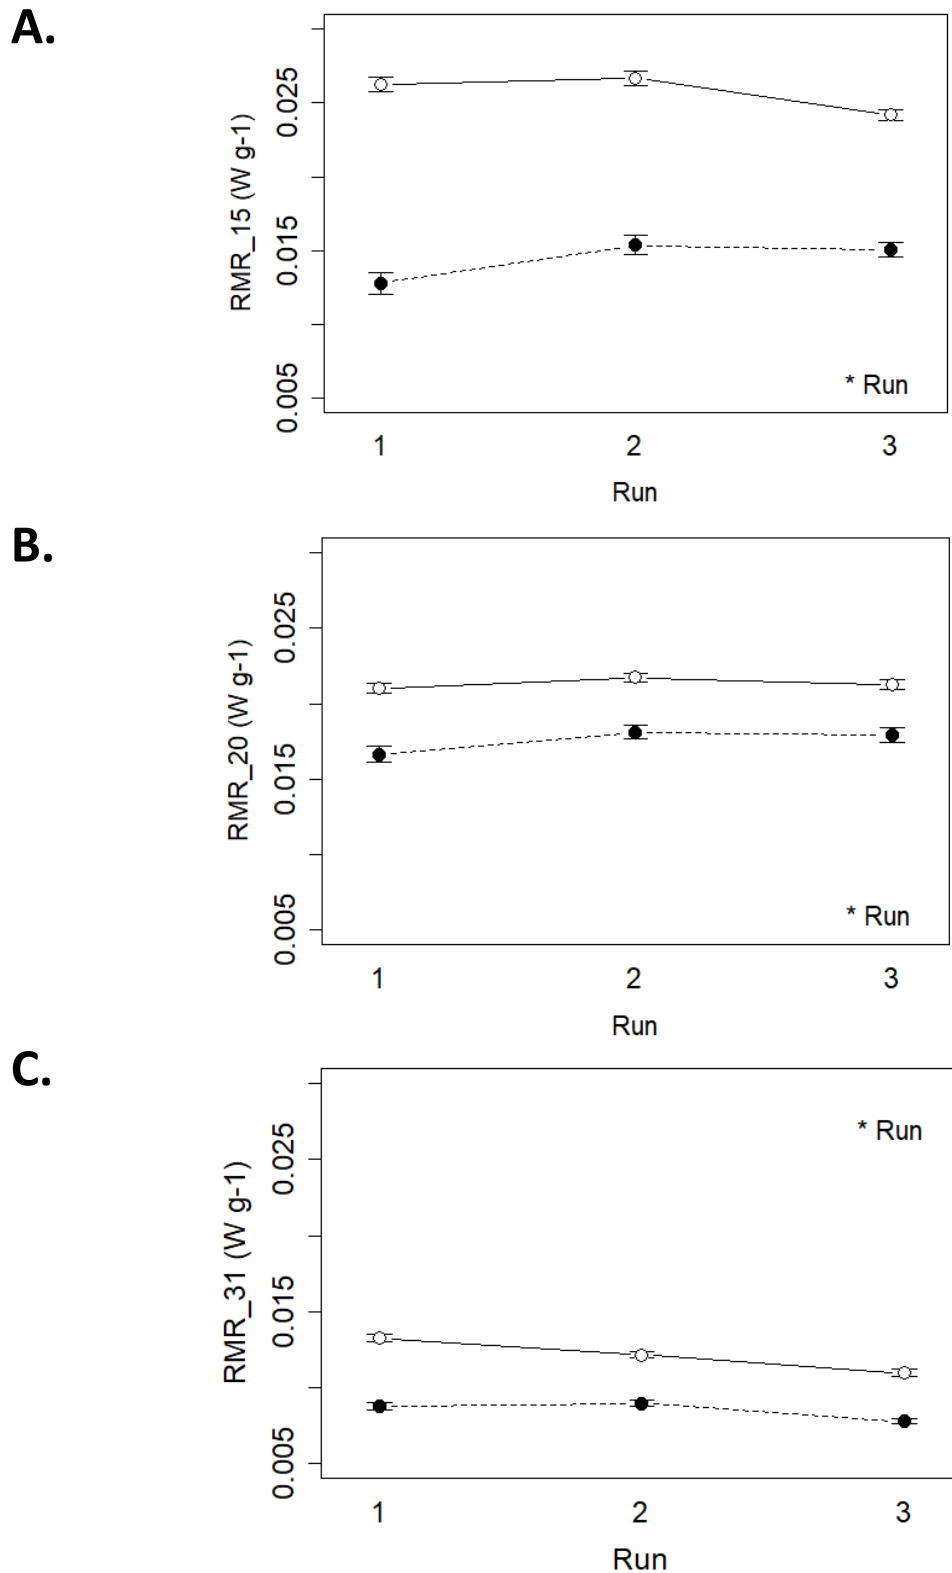 A.
RMR_15 (W g-1)
0.025
0.015
0.005
* Run
1 2 3
Run
B.
RMR_20 (W g-1)
0.025
0.015
0.005
* Run
1 2 3
Run
C.
RMR_31 (W g-1)
0.025
0.015
0.005
* Run
1 2 3
Run